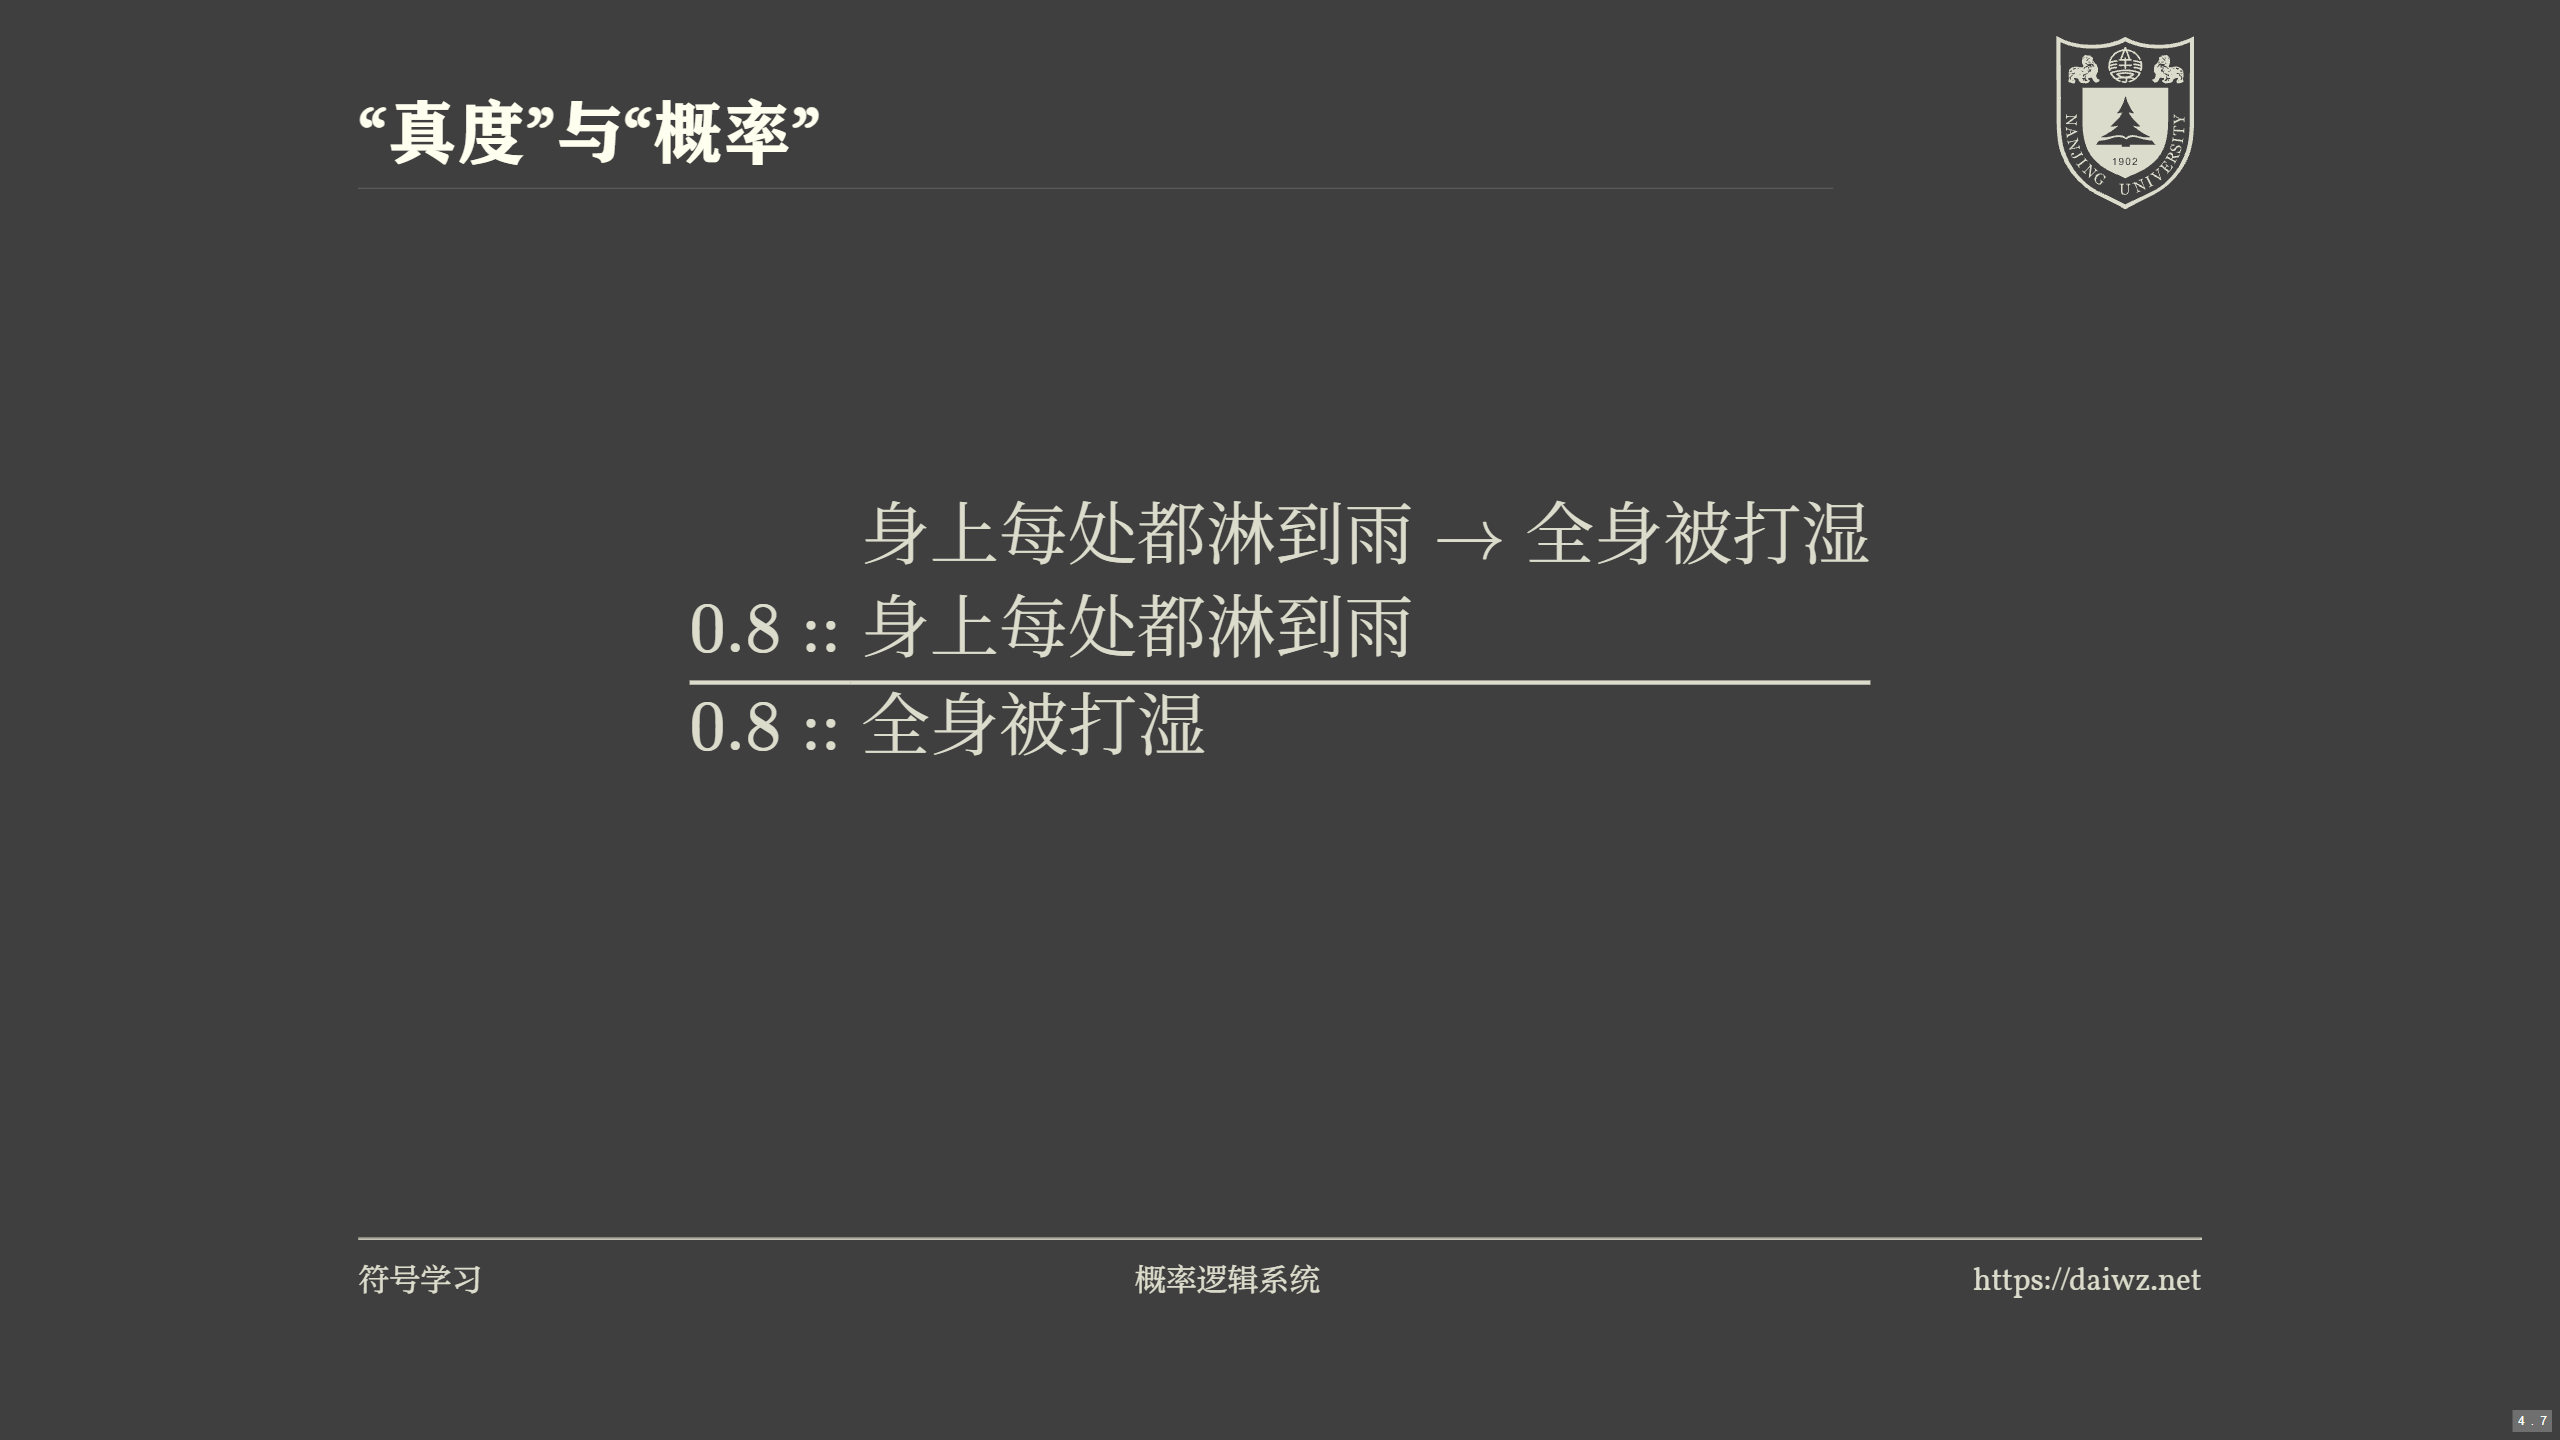 “真度”与“概率”
NANJING UNIVERSITY
1902
身上每处都淋到雨 → 全身被打湿
0.8 :: 身上每处都淋到雨
0.8 :: 全身被打湿
符号学习
概率逻辑系统
https://daiwz.net
4.7